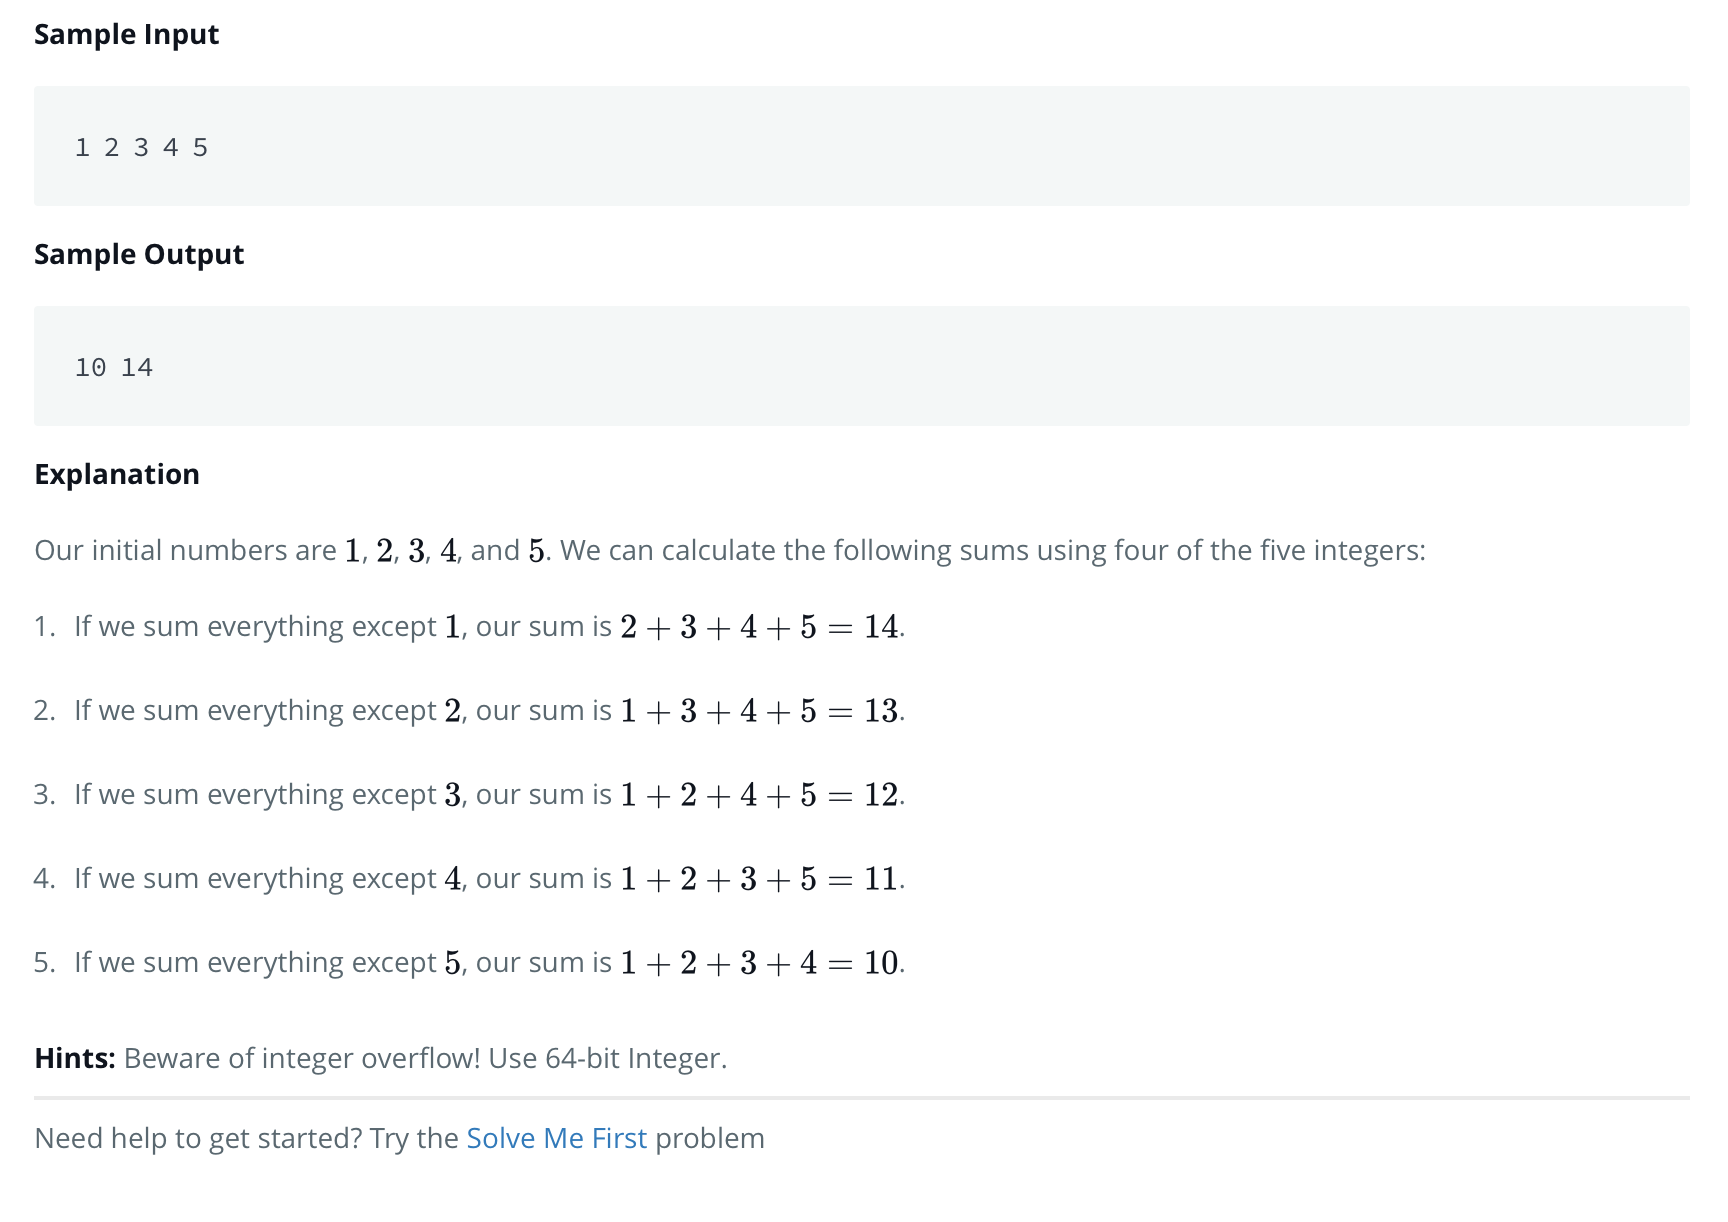 Sample Input
1 2 3 4 5
Sample Output
10 14
Explanation
Our initial numbers are 1, 2, 3, 4, and 5. We can calculate the following sums using four of the five integers:
1. If we sum everything except 1, our sum is 2 + 3 + 4 + 5 = 14.
2. If we sum everything except 2, our sum is 1 + 3 + 4 + 5 = 13.
3. If we sum everything except 3, our sum is 1 + 2 + 4 + 5 = 12.
4. If we sum everything except 4, our sum is 1 + 2 + 3 + 5 = 11.
5. If we sum everything except 5, our sum is 1 + 2 + 3 + 4 = 10.
Hints: Beware of integer overflow! Use 64-bit Integer.
Need help to get started? Try the Solve Me First problem